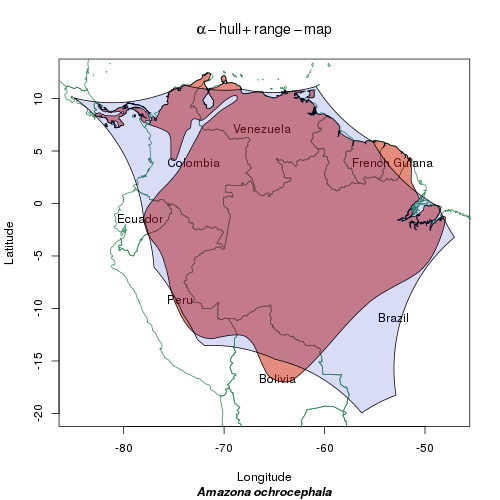 α – hull + range – map
Latitude
10
5
0
-5
-10
-15
-20
Venezuela
Colombia
French Guiana
Ecuador
Peru
Brazil
Bolivia
-80
-70
-60
-50
Longitude
Amazona ochrocephala